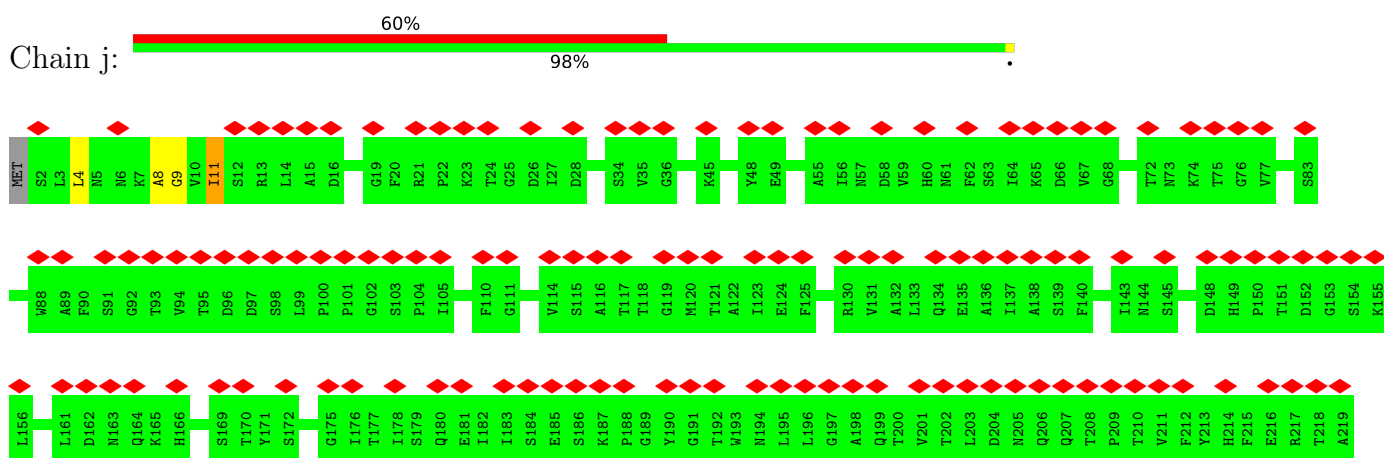 60%
Chain j:
98%
.
MET S2 L3 L4 N5 N6 K7 A8 G9 V10 I11 S12 R13 L14 A15 D16 G19 F20 R21 P22 K23 T24 G25 D26 I27 D28 S34 V35 G36 K45 Y48 E49 A55 I56 N57 D58 V59 H60 N61 F62 S63 I64 K65 D66 V67 G68 T72 N73 K74 T75 G76 V77 S83
W88 A89 F90 S91 G92 T93 V94 T95 D96 D97 S98 L99 P100 P101 G102 S103 P104 I105 F110 G111 V114 S115 A116 T117 T118 G119 M120 T121 A122 I123 E124 F125 R130 V131 A132 L133 Q134 E135 A136 I137 A138 S139 F140 I143 N144 S145 D148 H149 P150 T151 D152 G153 S154 K155
L156 L161 D162 N163 Q164 K165 H166 S169 T170 Y171 S172 G175 I176 T177 I178 S179 Q180 E181 I182 I183 S184 E185 S186 K187 P188 G189 Y190 G191 T192 W193 N194 L195 L196 G197 A198 Q199 T200 V201 T202 L203 D204 N205 Q206 Q207 T208 P209 T210 V211 F212 Y213 H214 F215 E216 R217 T218 A219